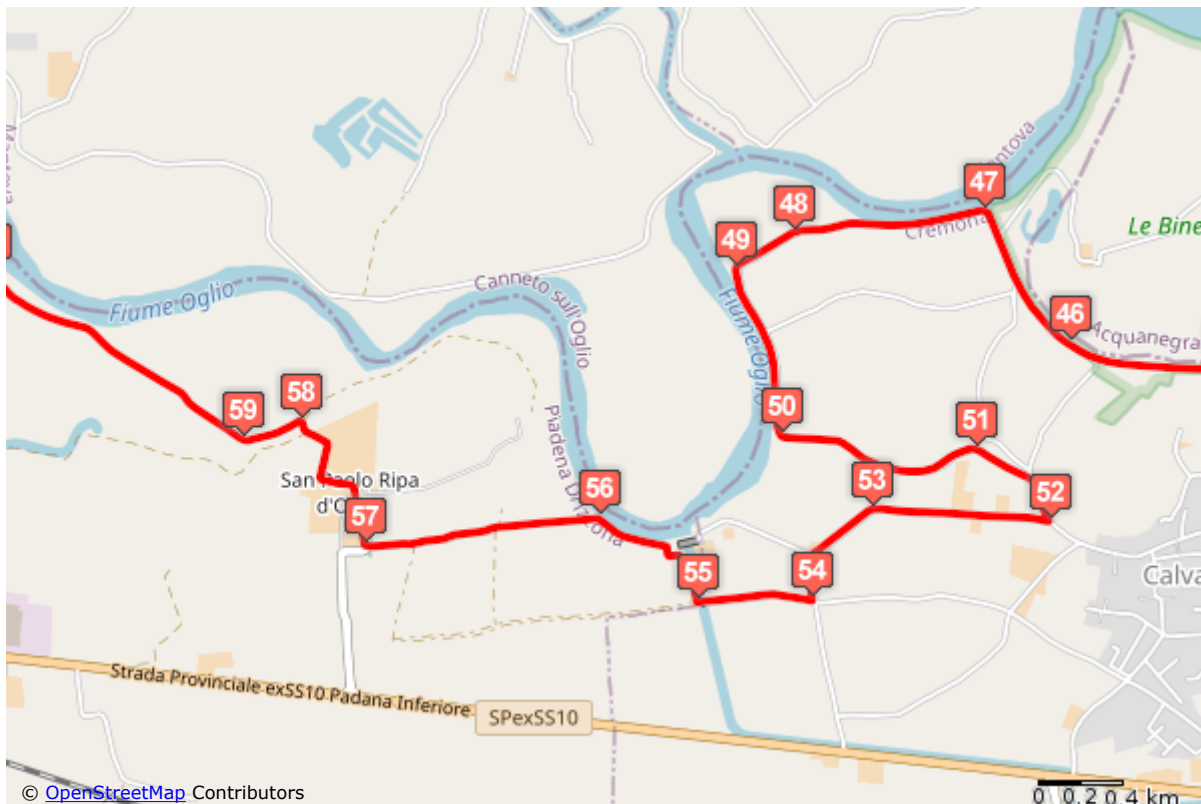 47
Mantova
48
Cremona
Le Bine
49
Canneto sull'Oglio
Fiume Oglio
Fiume Oglio
46
Acquanegra
58
59
50
51
Piadena Drizzona
53
San Paolo Ripa
52
56
57
54
55
Calva
Strada Provinciale exSS10 Padana Inferiore
SPexSS10
© OpenStreetMap Contributors
0 0.2 0.4 km